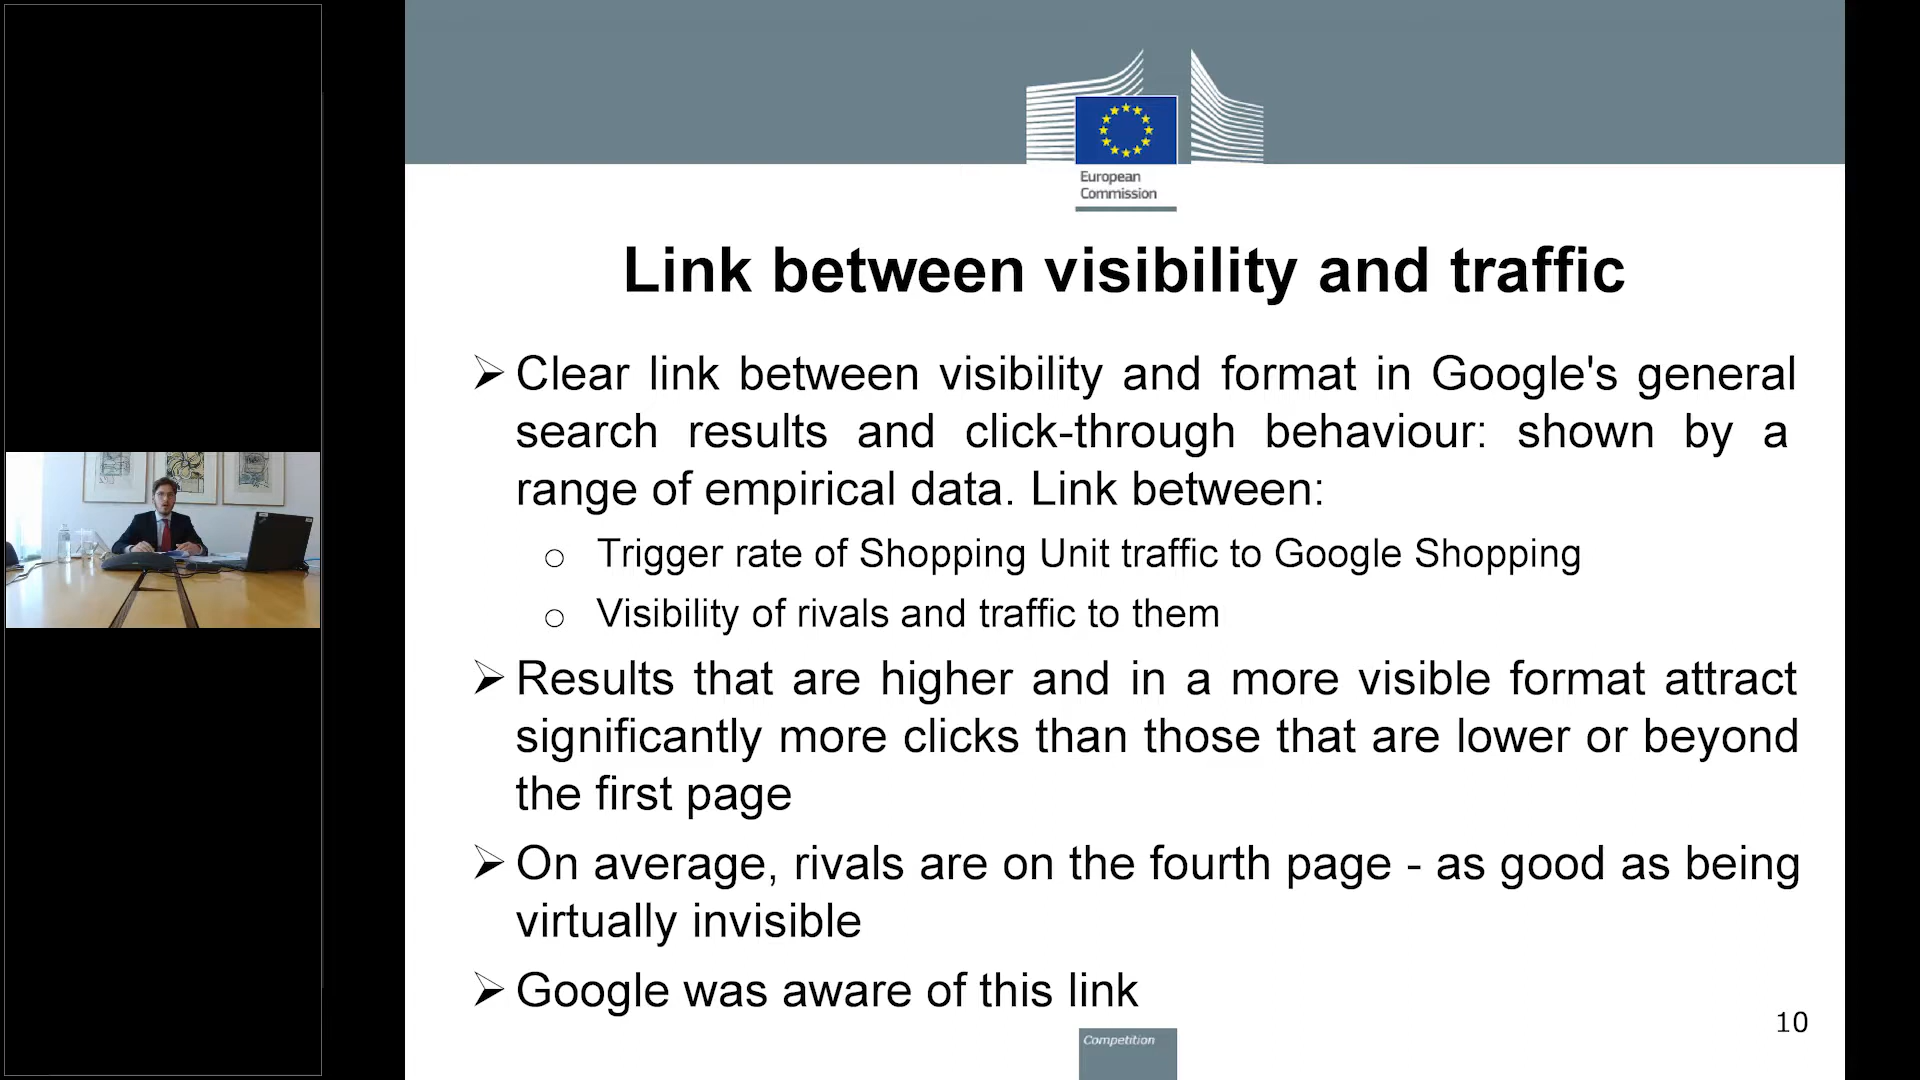 European
Commission
Link between visibility and traffic
➢ Clear link between visibility and format in Google's general
search results and click-through behaviour: shown by a
range of empirical data. Link between:
o Trigger rate of Shopping Unit traffic to Google Shopping
o Visibility of rivals and traffic to them
➢ Results that are higher and in a more visible format attract
significantly more clicks than those that are lower or beyond
the first page
➢ On average, rivals are on the fourth page - as good as being
virtually invisible
➢ Google was aware of this link
10
Competition